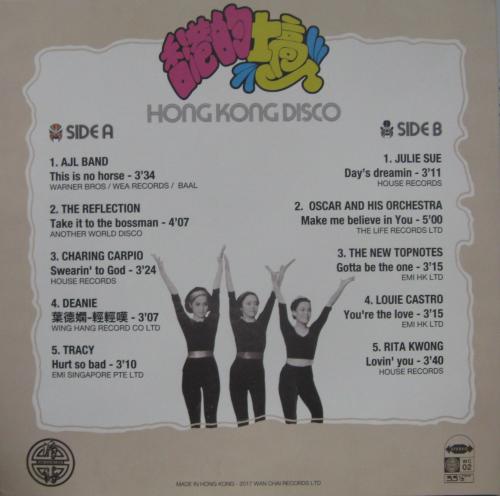 香港的士高
HONG KONG DISCO
SIDE A
1. AJL BAND
This is no horse - 3'34
WARNER BROS / WEA RECORDS / BAAL
2. THE REFLECTION
Take it to the bossman - 4'07
ANOTHER WORLD DISCO
3. CHARING CARPIO
Swearin' to God - 3'24
HOUSE RECORDS
4. DEANIE
葉德嫻-輕輕嘆 - 3'07
WING HANG RECORD CO LTD
5. TRACY
Hurt so bad - 3'10
EMI SINGAPORE PTE LTD
SIDE B
1. JULIE SUE
Day's dreamin - 3'11
HOUSE RECORDS
2. OSCAR AND HIS ORCHESTRA
Make me believe in You - 5'00
THE LIFE RECORDS LTD
3. THE NEW TOPNOTES
Gotta be the one - 3'15
EMI HK LTD
4. LOUIE CASTRO
You're the love - 3'15
EMI HK LTD
5. RITA KWONG
Lovin' you - 3'40
HOUSE RECORDS
MADE IN HONG KONG - 2017 WAN CHAI RECORDS LTD
STEREO
WC
02
33⅓